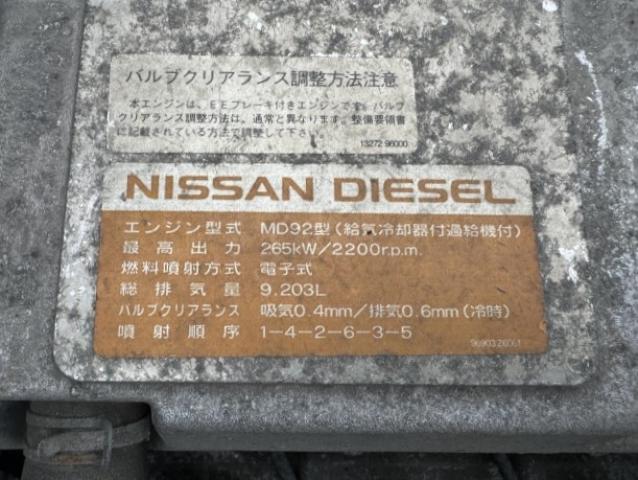 バルブクリアランス調整方法注意
本エンジンは、EEブレーキ付きエンジンです。バルブ
クリアランス調整方法は、通常と異なります。整備要領書
に記載されている方法で調整して下さい。
13272 96000
NISSAN DIESEL
エンジン型式 MD92型(給気冷却器付過給機付)
最高出力 265kW/2200r.p.m.
燃料噴射方式 電子式
総排気量 9.203L
バルブクリアランス 吸気0.4mm/排気0.6mm(冷時)
噴射順序 1-4-2-6-3-5